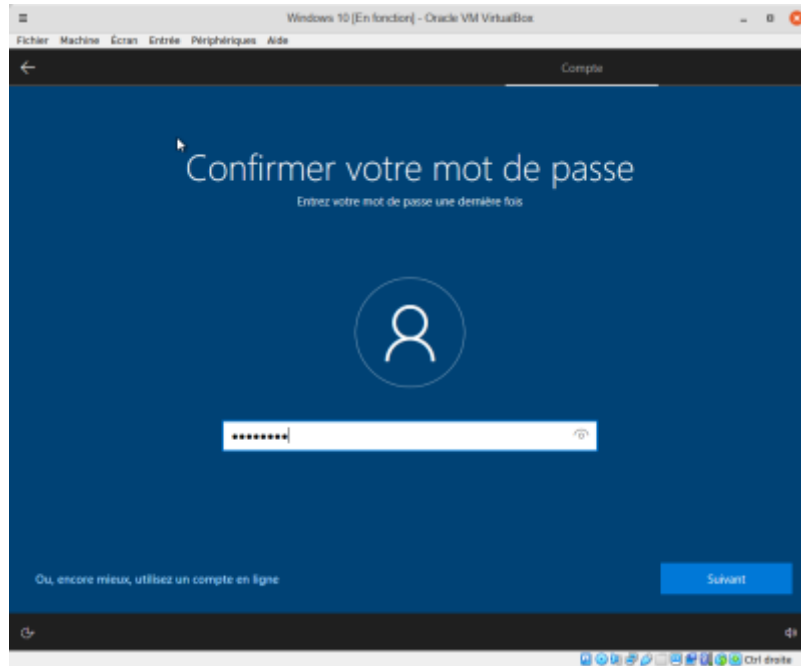 Windows 10 [En fonction] - Oracle VM VirtualBox
Fichier Machine Écran Entrée Périphériques Aide
Compte
Confirmer votre mot de passe
Entrez votre mot de passe une dernière fois
••••••••
Ou, encore mieux, utilisez un compte en ligne
Suivant
Ctrl droite